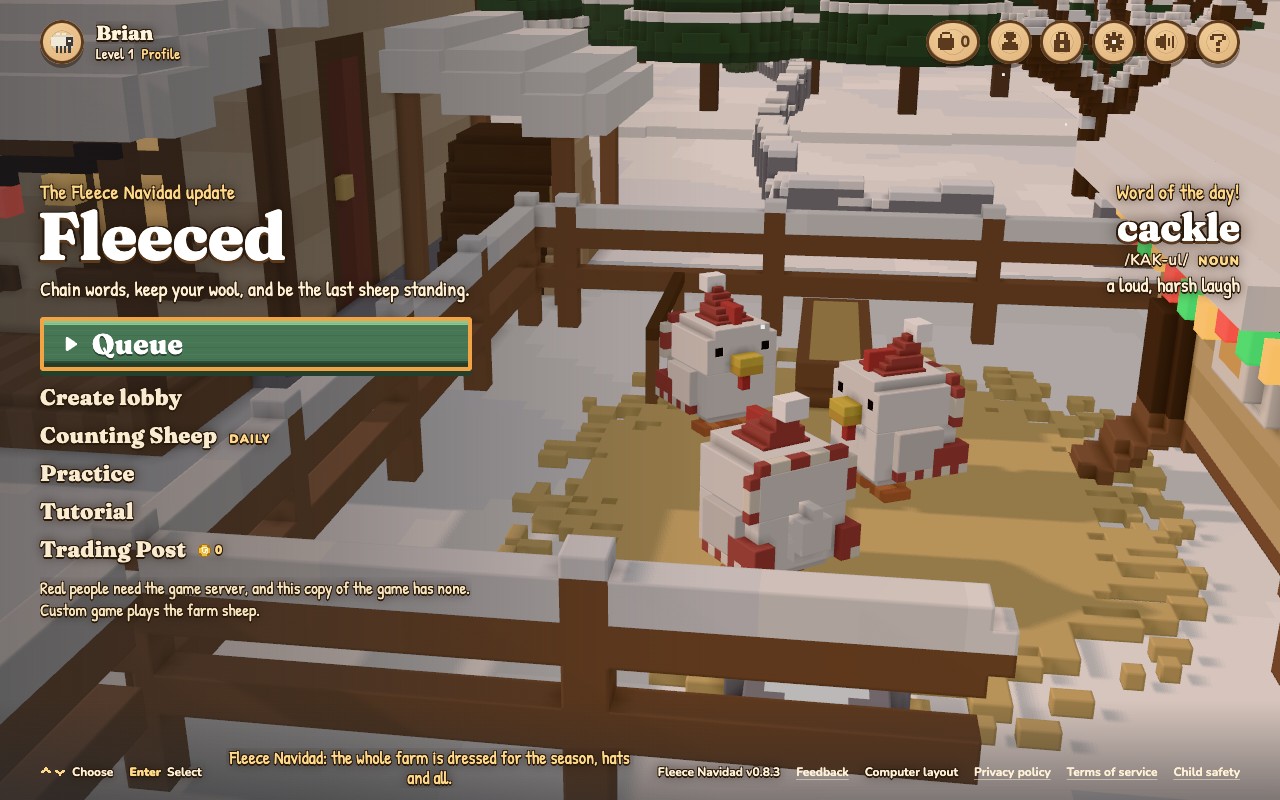 Brian
Level 1 Profile
0
The Fleece Navidad update
Fleeced
Chain words, keep your wool, and be the last sheep standing.
Queue
Create lobby
Counting Sheep DAILY
Practice
Tutorial
Trading Post 0
Real people need the game server, and this copy of the game has none.
Custom game plays the farm sheep.
Word of the day!
cackle
/KAK-ul/ NOUN
a loud, harsh laugh
Choose Enter Select
Fleece Navidad: the whole farm is dressed for the season, hats
and all.
Fleece Navidad v0.8.3 Feedback Computer layout Privacy policy Terms of service Child safety